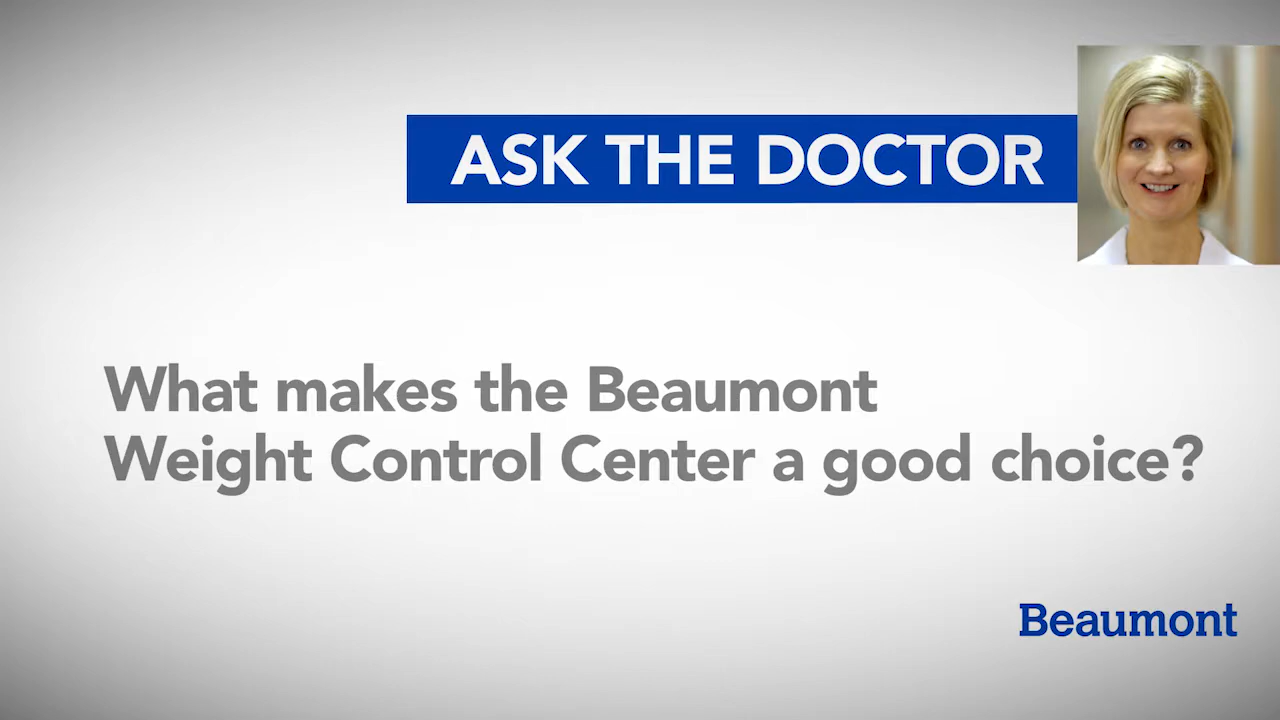 ASK THE DOCTOR
What makes the Beaumont
Weight Control Center a good choice?
Beaumont